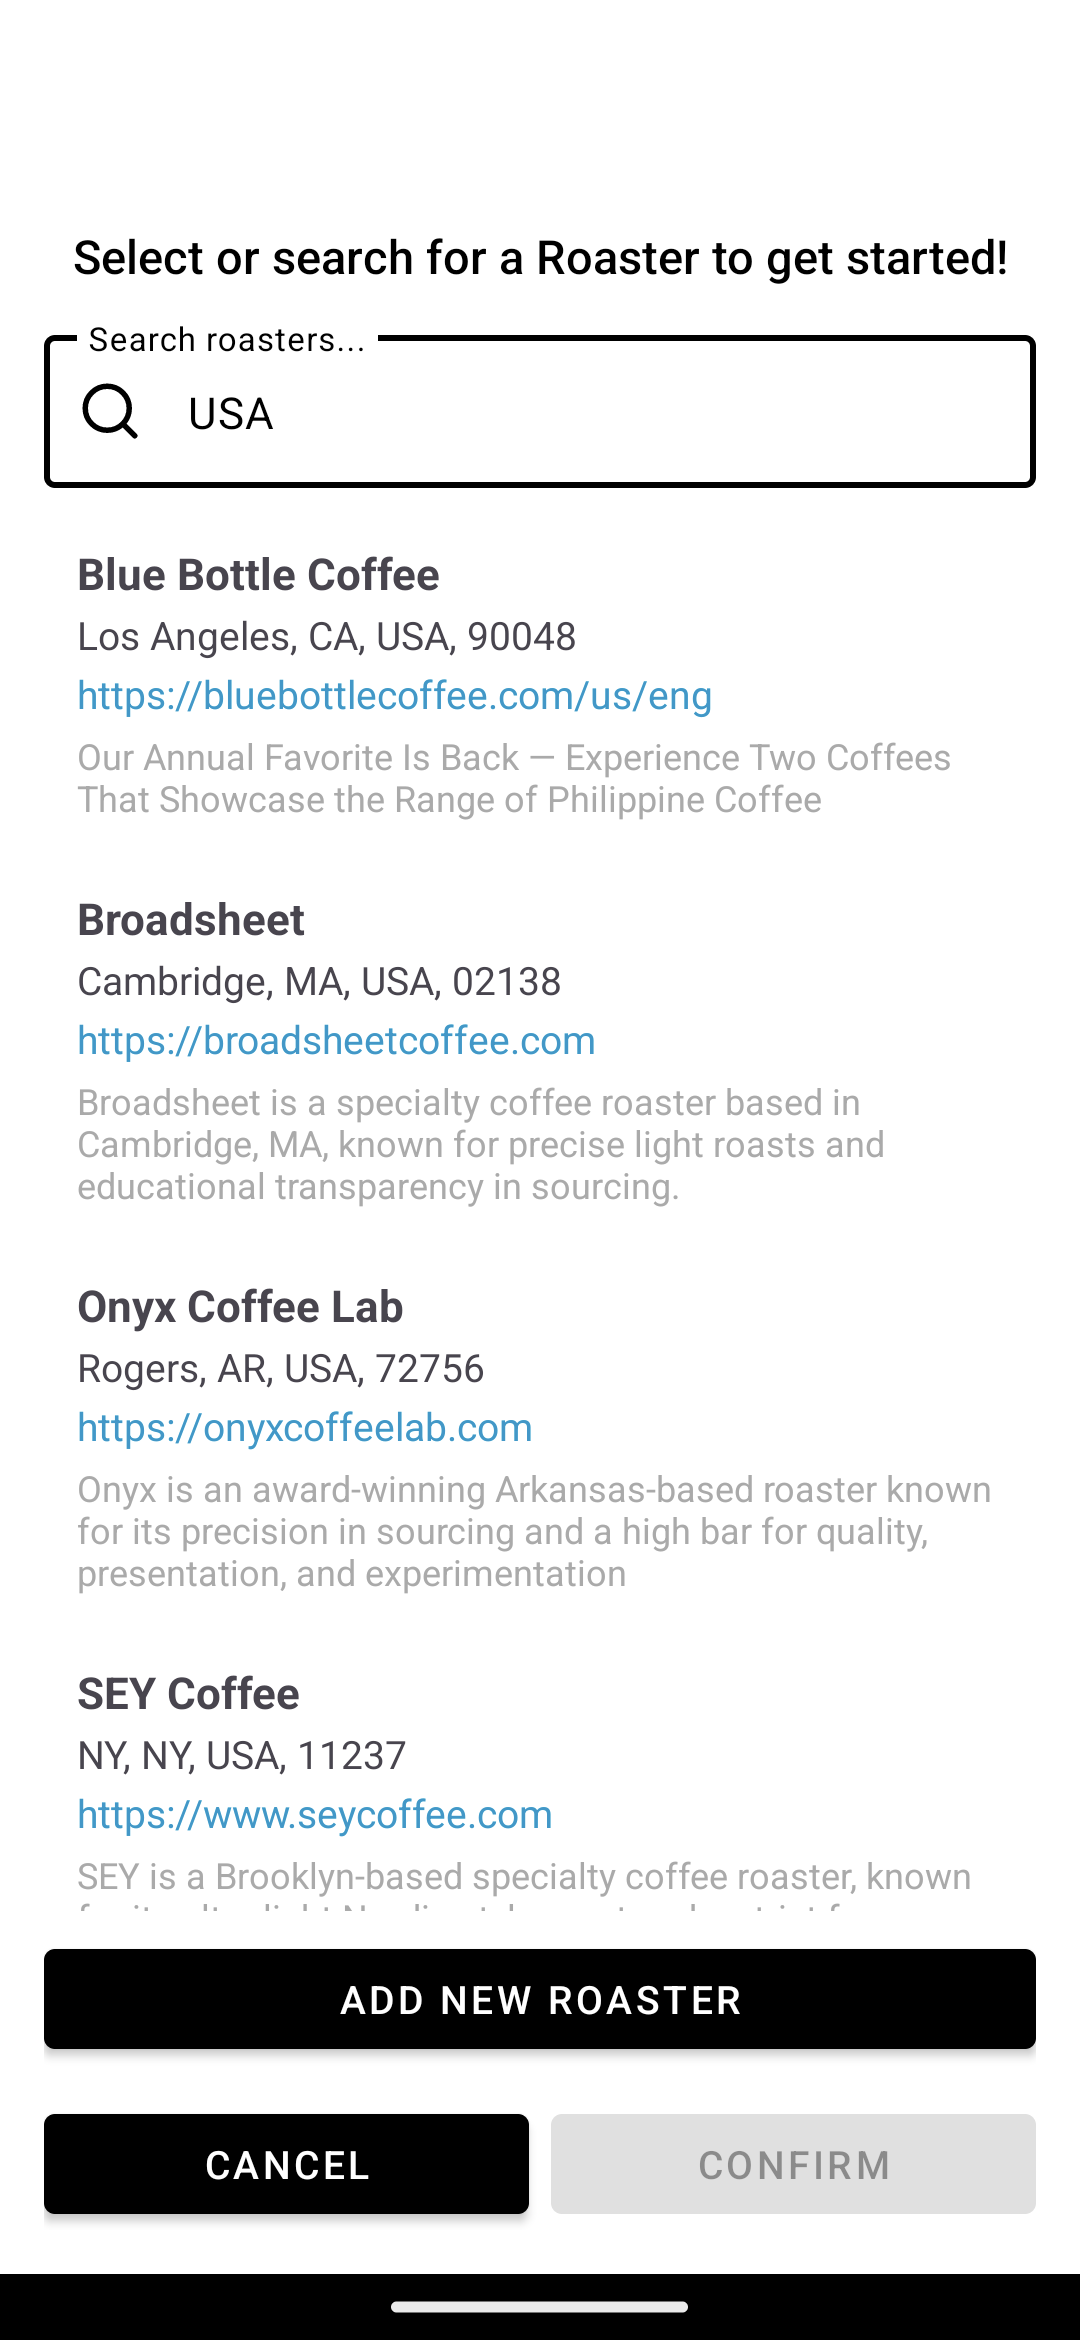 Select or search for a Roaster to get started!
Search roasters...
USA
Blue Bottle Coffee
Los Angeles, CA, USA, 90048
https://bluebottlecoffee.com/us/eng
Our Annual Favorite Is Back — Experience Two Coffees
That Showcase the Range of Philippine Coffee
Broadsheet
Cambridge, MA, USA, 02138
https://broadsheetcoffee.com
Broadsheet is a specialty coffee roaster based in
Cambridge, MA, known for precise light roasts and
educational transparency in sourcing.
Onyx Coffee Lab
Rogers, AR, USA, 72756
https://onyxcoffeelab.com
Onyx is an award-winning Arkansas-based roaster known
for its precision in sourcing and a high bar for quality,
presentation, and experimentation
SEY Coffee
NY, NY, USA, 11237
https://www.seycoffee.com
SEY is a Brooklyn-based specialty coffee roaster, known
ADD NEW ROASTER
CANCEL
CONFIRM